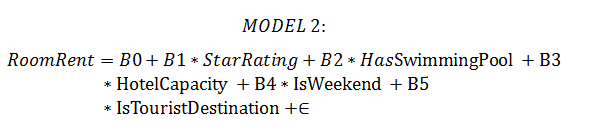 MODEL 2:
RoomRent = B0 + B1 * StarRating + B2 * HasSwimmingPool + B3
* HotelCapacity + B4 * IsWeekend + B5
* IsTouristDestination +∈